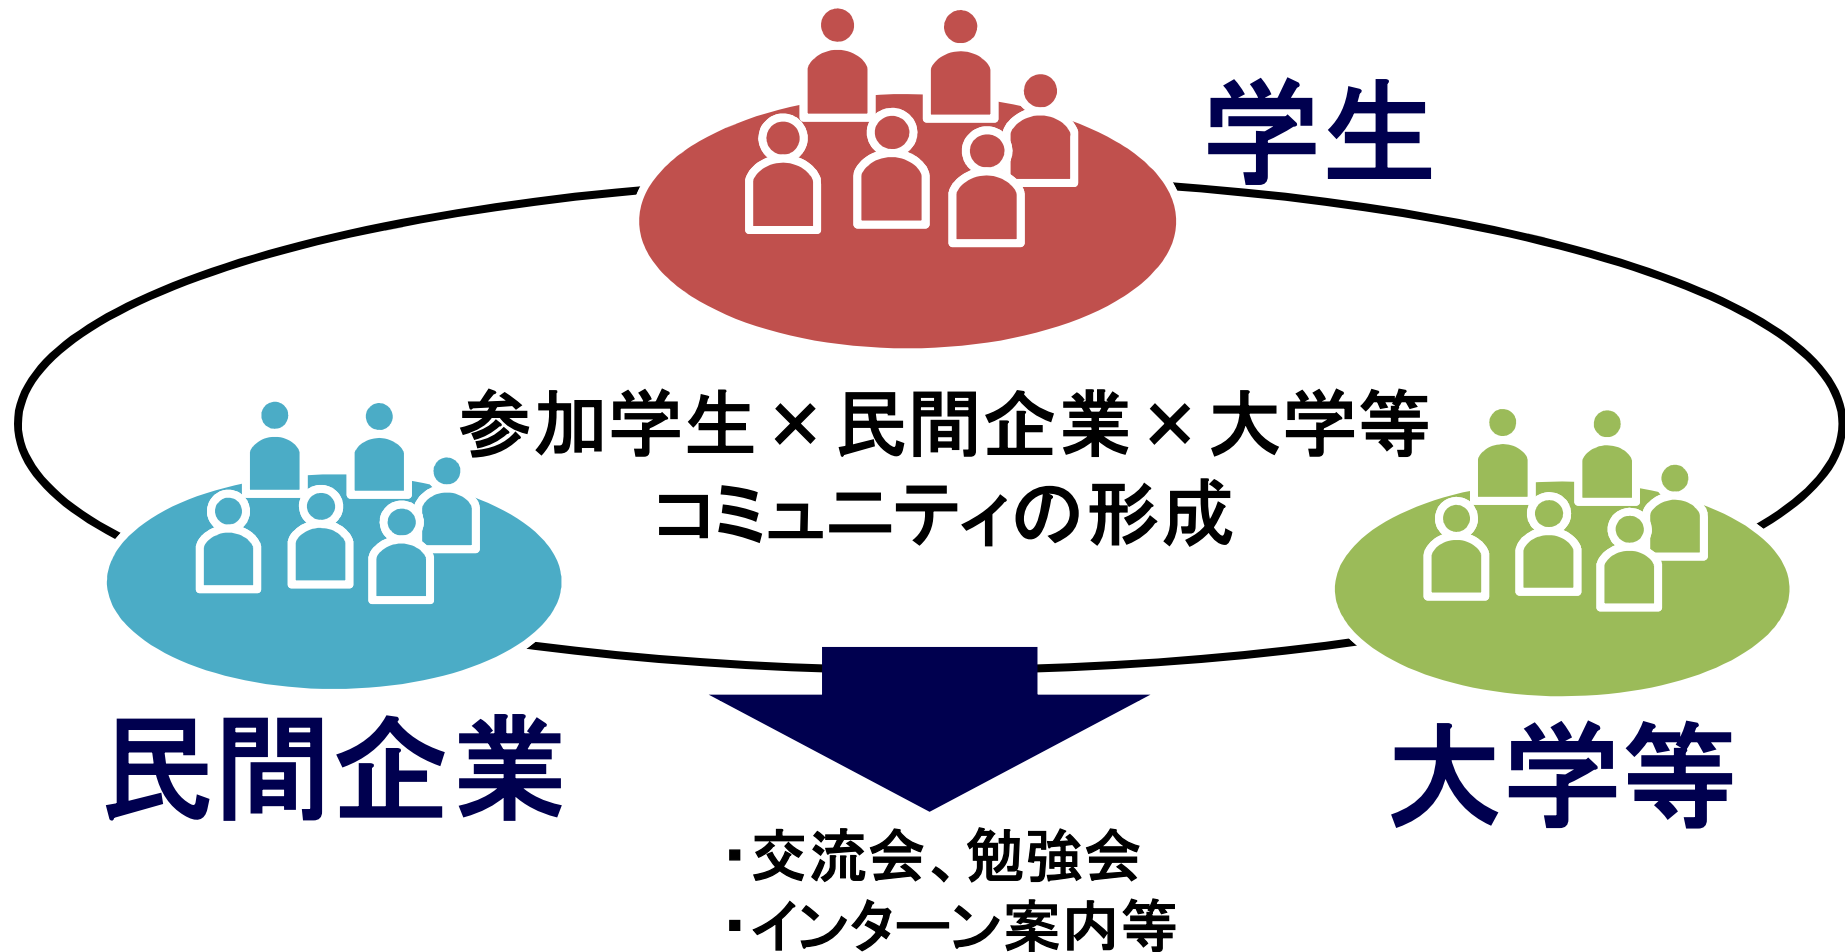 学生
参加学生×民間企業×大学等
コミュニティの形成
民間企業
大学等
・交流会、勉強会
・インターン案内等